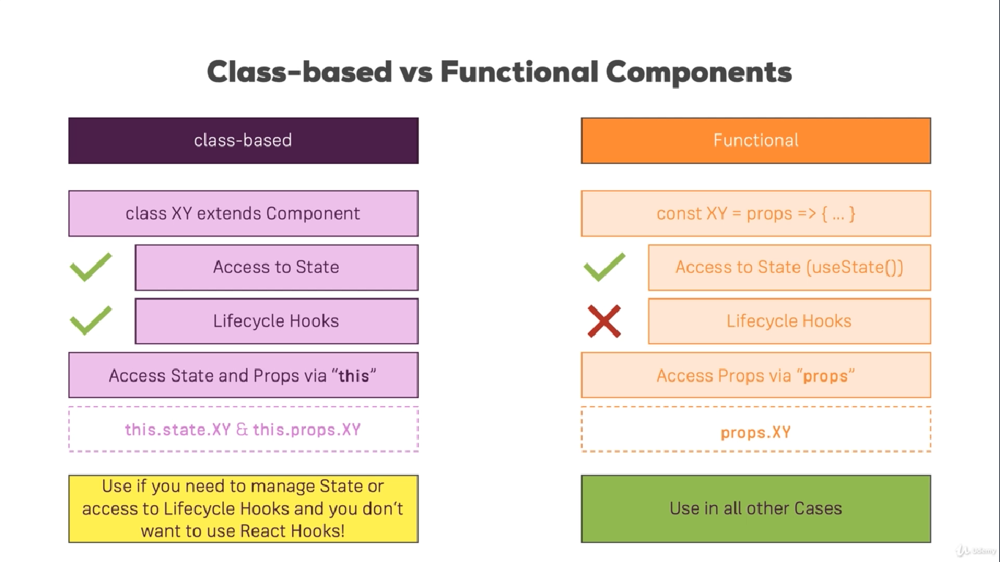 Class-based vs Functional Components
class-based
Functional
class XY extends Component
const XY = props => { ... }
Access to State
Access to State (useState())
Lifecycle Hooks
Lifecycle Hooks
Access State and Props via “this”
Access Props via “props”
this.state.XY & this.props.XY
props.XY
Use if you need to manage State or
access to Lifecycle Hooks and you don’t
want to use React Hooks!
Use in all other Cases
Udemy